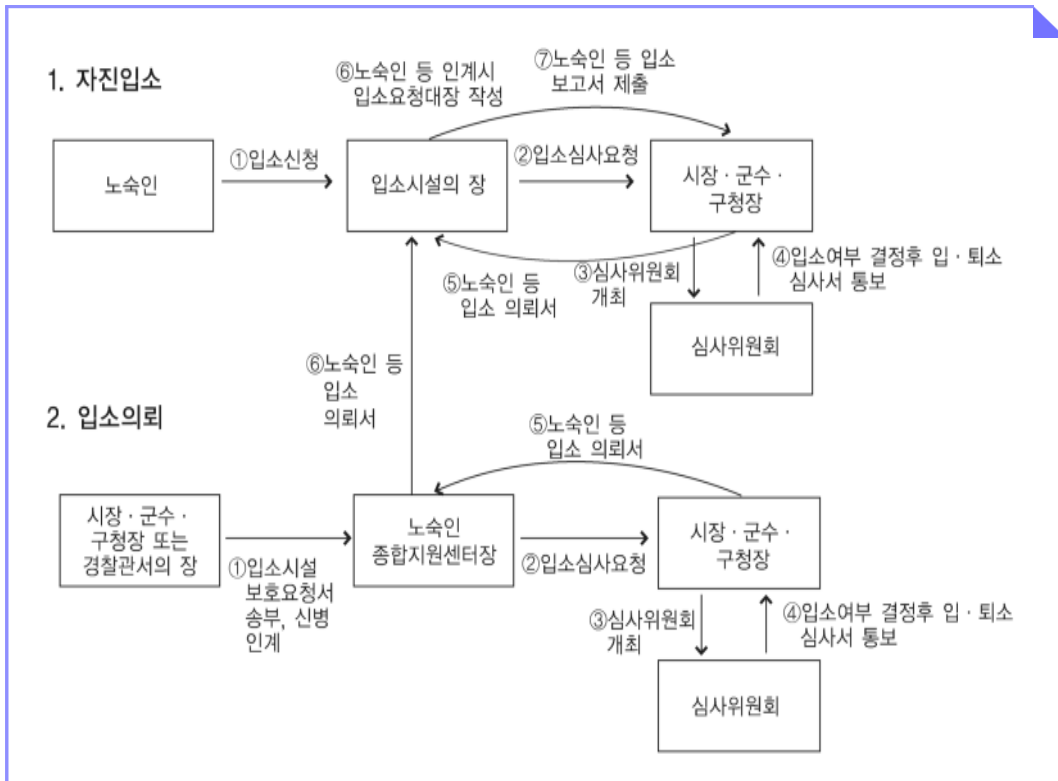 1. 자진입소
⑥노숙인 등 인계시
입소요청대장 작성
⑦노숙인 등 입소
보고서 제출
노숙인
①입소신청
입소시설의 장
②입소심사요청
시장 · 군수 ·
구청장
⑤노숙인 등
입소 의뢰서
③심사위원회
개최
④입소여부 결정후 입 · 퇴소
심사서 통보
심사위원회
⑥노숙인 등
입소
의뢰서
2. 입소의뢰
⑤노숙인 등
입소 의뢰서
시장 · 군수 ·
구청장 또는
경찰관서의 장
①입소시설
보호요청서
송부, 신병
인계
노숙인
종합지원센터장
②입소심사요청
시장 · 군수 ·
구청장
③심사위원회
개최
④입소여부 결정후 입 · 퇴소
심사서 통보
심사위원회